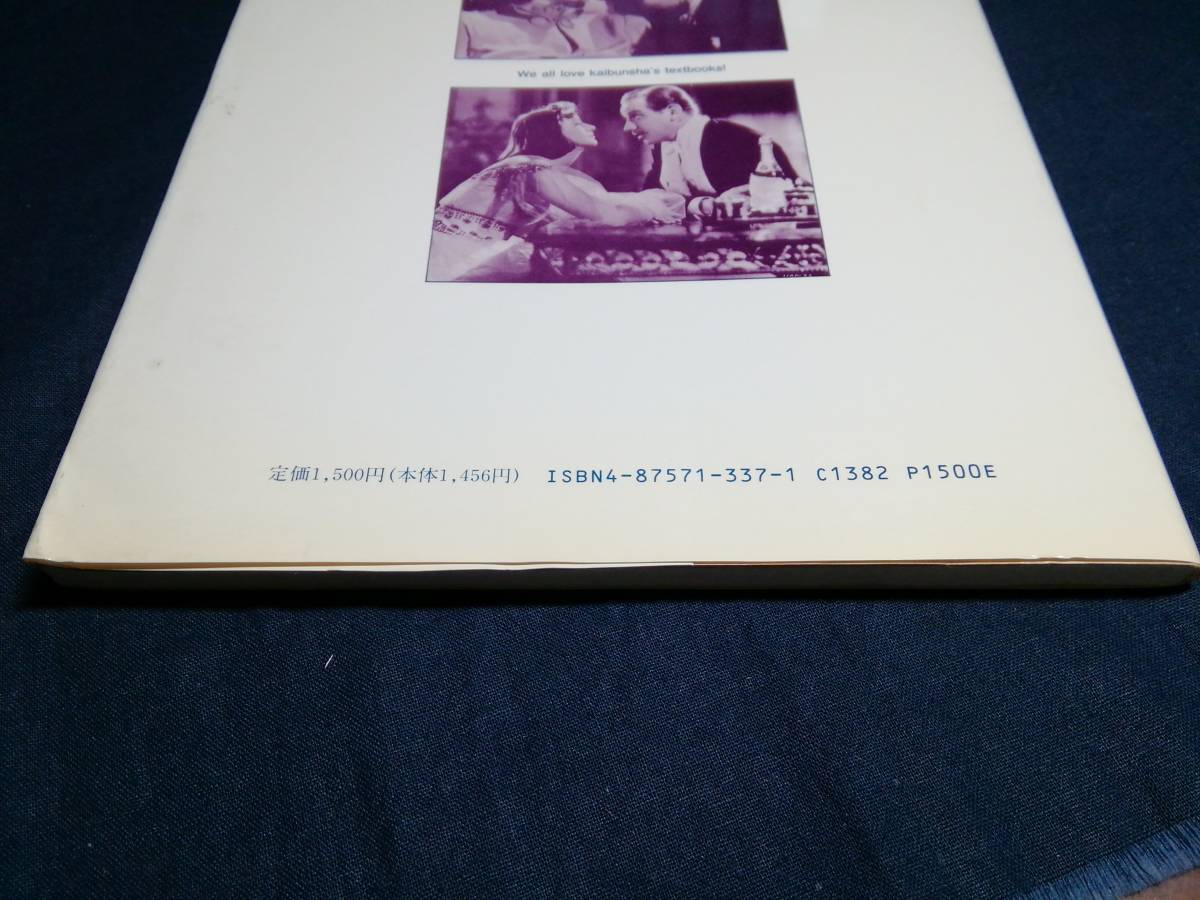 We all love kaibunsha's textbooks!
定価1,500円(本体1,456円) ISBN4-87571-337-1 C1382 P1500E